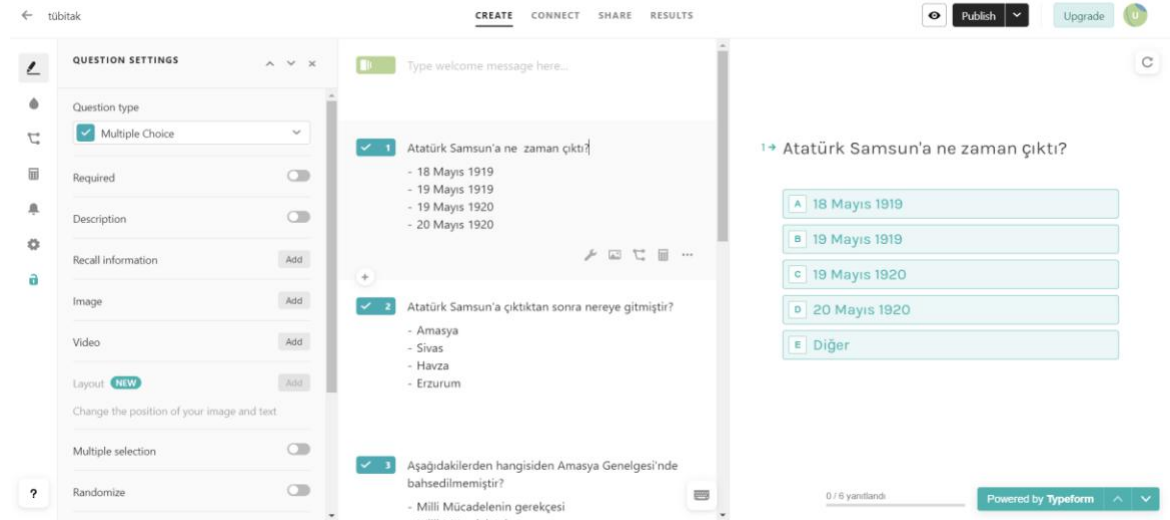 tübitak
CREATE CONNECT SHARE RESULTS
Publish
Upgrade
U
QUESTION SETTINGS
Question type
Multiple Choice
Required
Description
Recall information Add
Image Add
Video Add
Layout NEW Add
Change the position of your image and text
Multiple selection
Randomize
?
Type welcome message here...
1 Atatürk Samsun'a ne zaman çıktı?
- 18 Mayıs 1919
- 19 Mayıs 1919
- 19 Mayıs 1920
- 20 Mayıs 1920
2 Atatürk Samsun'a çıktıktan sonra nereye gitmiştir?
- Amasya
- Sivas
- Havza
- Erzurum
3 Aşağıdakilerden hangisiden Amasya Genelgesi'nde
bahsedilmemiştir?
- Milli Mücadelenin gerekçesi
1 Atatürk Samsun'a ne zaman çıktı?
A 18 Mayıs 1919
B 19 Mayıs 1919
C 19 Mayıs 1920
D 20 Mayıs 1920
E Diğer
0 / 6 yanıtlandı
Powered by Typeform